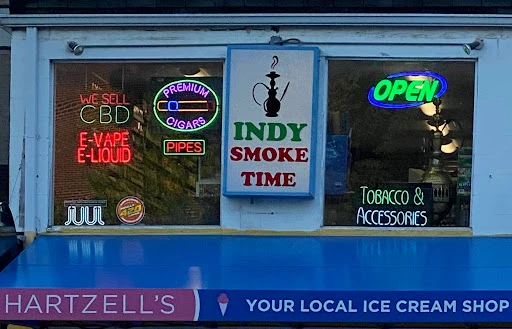 WE SELL
CBD
E-VAPE
E-LIQUID
JUUL
PREMIUM
CIGARS
PIPES
INDY
SMOKE
TIME
OPEN
TOBACCO &
ACCESSORIES
HARTZELL'S
YOUR LOCAL ICE CREAM SHOP